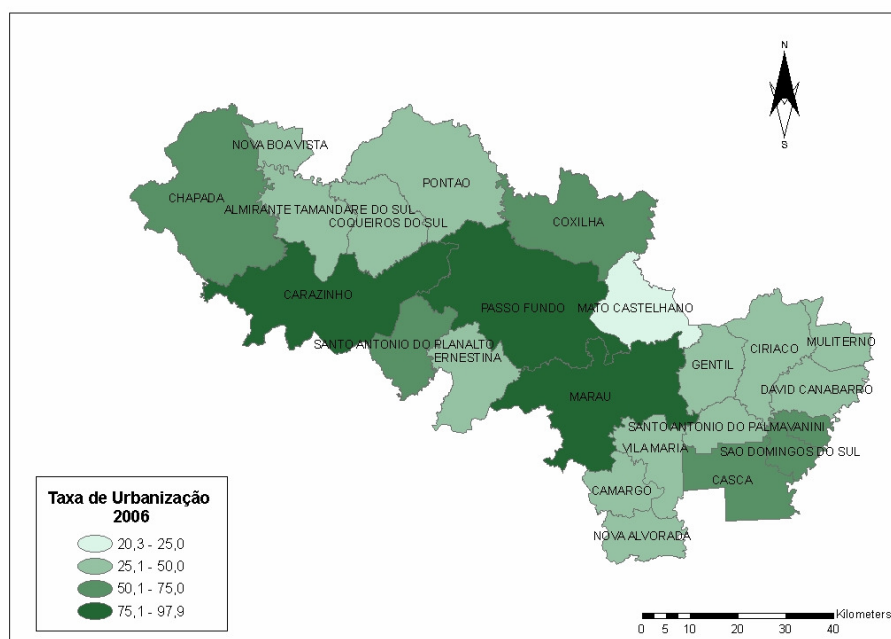 N
S
NOVA BOA VISTA
PONTAO
CHAPADA
ALMIRANTE TAMANDARE DO SUL
COQUEIROS DO SUL
COXILHA
CARAZINHO
PASSO FUNDO
MATO CASTELHANO
SANTO ANTONIO DO PLANALTO
ERNESTINA
CIRIACO
MULITERNO
GENTIL
DAVID CANABARRO
MARAU
SANTO ANTONIO DO PALMA
VANINI
VILA MARIA
SAO DOMINGOS DO SUL
CASCA
CAMARGO
NOVA ALVORADA
Taxa de Urbanização
2006
20,3 - 25,0
25,1 - 50,0
50,1 - 75,0
75,1 - 97,9
Kilometers
0 5 10 20 30 40